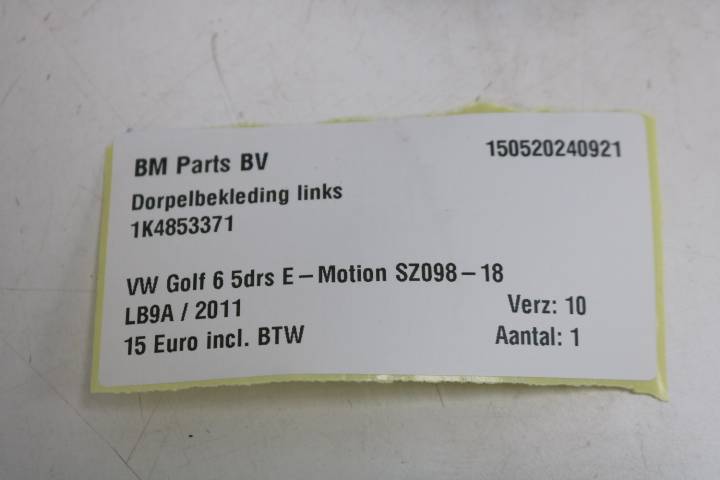 BM Parts BV 150520240921
Dorpelbekleding links
1K4853371
VW Golf 6 5drs E-Motion SZ098-18
LB9A / 2011 Verz: 10
15 Euro incl. BTW Aantal: 1